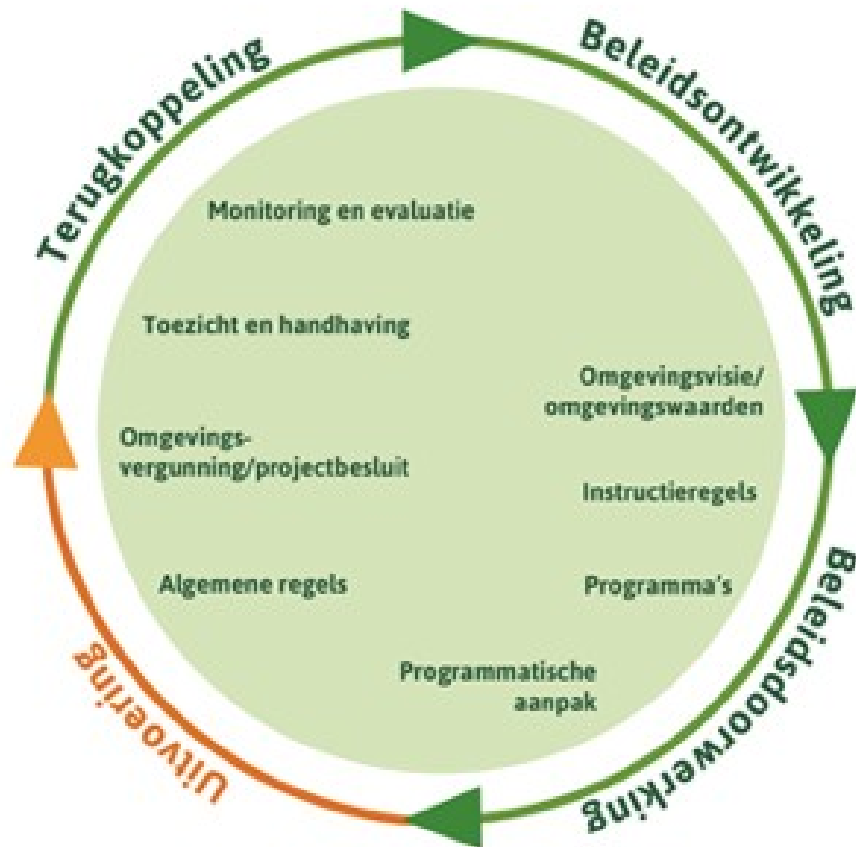 Terugkoppeling
Beleidsontwikkeling
Monitoring en evaluatie
Toezicht en handhaving
Omgevingsvisie/
omgevingswaarden
Omgevings-
vergunning/projectbesluit
Instructieregels
Algemene regels
Programma's
Programmatische
aanpak
Uitvoering
Beleidsdoorwerking